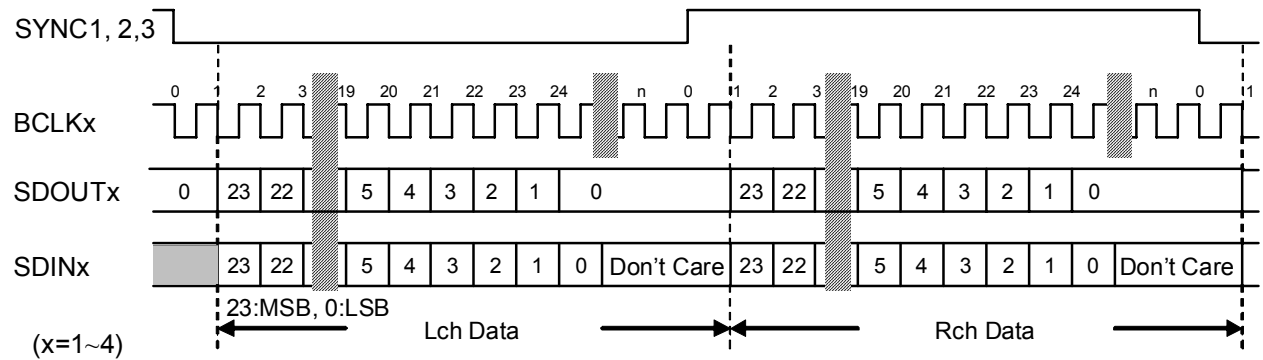 SYNC1, 2,3
0 1 2 3 19 20 21 22 23 24 n 0 1 2 3 19 20 21 22 23 24 n 0 1
BCLKx
SDOUTx 0 23 22 5 4 3 2 1 0 23 22 5 4 3 2 1 0
SDINx 23 22 5 4 3 2 1 0 Don't Care 23 22 5 4 3 2 1 0 Don't Care
23:MSB, 0:LSB
Lch Data Rch Data
(x=1~4)